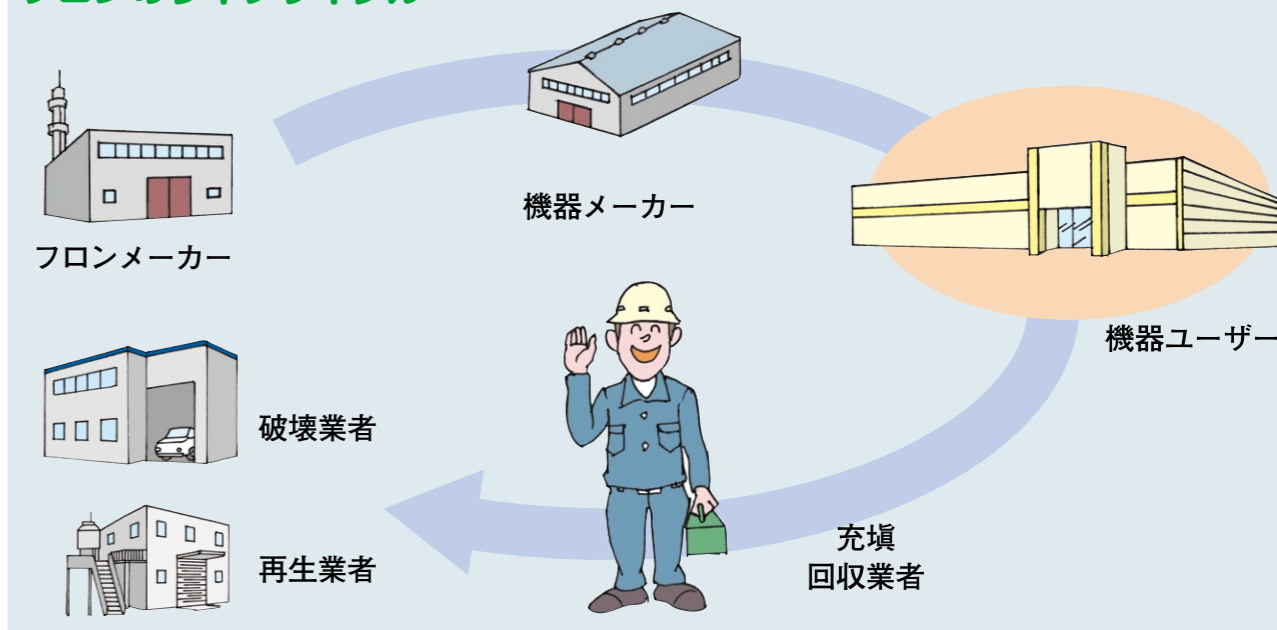 フロンメーカー
機器メーカー
機器ユーザー
充塡
回収業者
破壊業者
再生業者